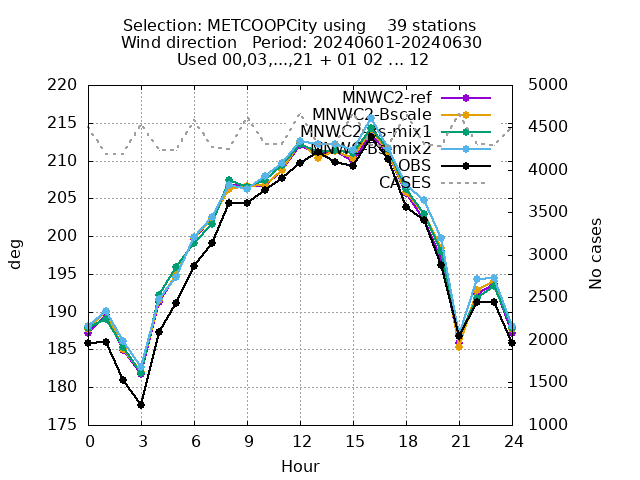 Selection: METCOOPCity using 39 stations
Wind direction Period: 20240601-20240630
Used 00,03,...,21 + 01 02 ... 12
220
215
210
205
200
195
190
185
180
175
deg
5000
4500
4000
3500
3000
2500
2000
1500
1000
No cases
MNWC2-ref
MNWC2-Bscale
MNWC2-Bs-mix1
MNWC2-Bs-mix2
OBS
CASES
0 3 6 9 12 15 18 21 24
Hour